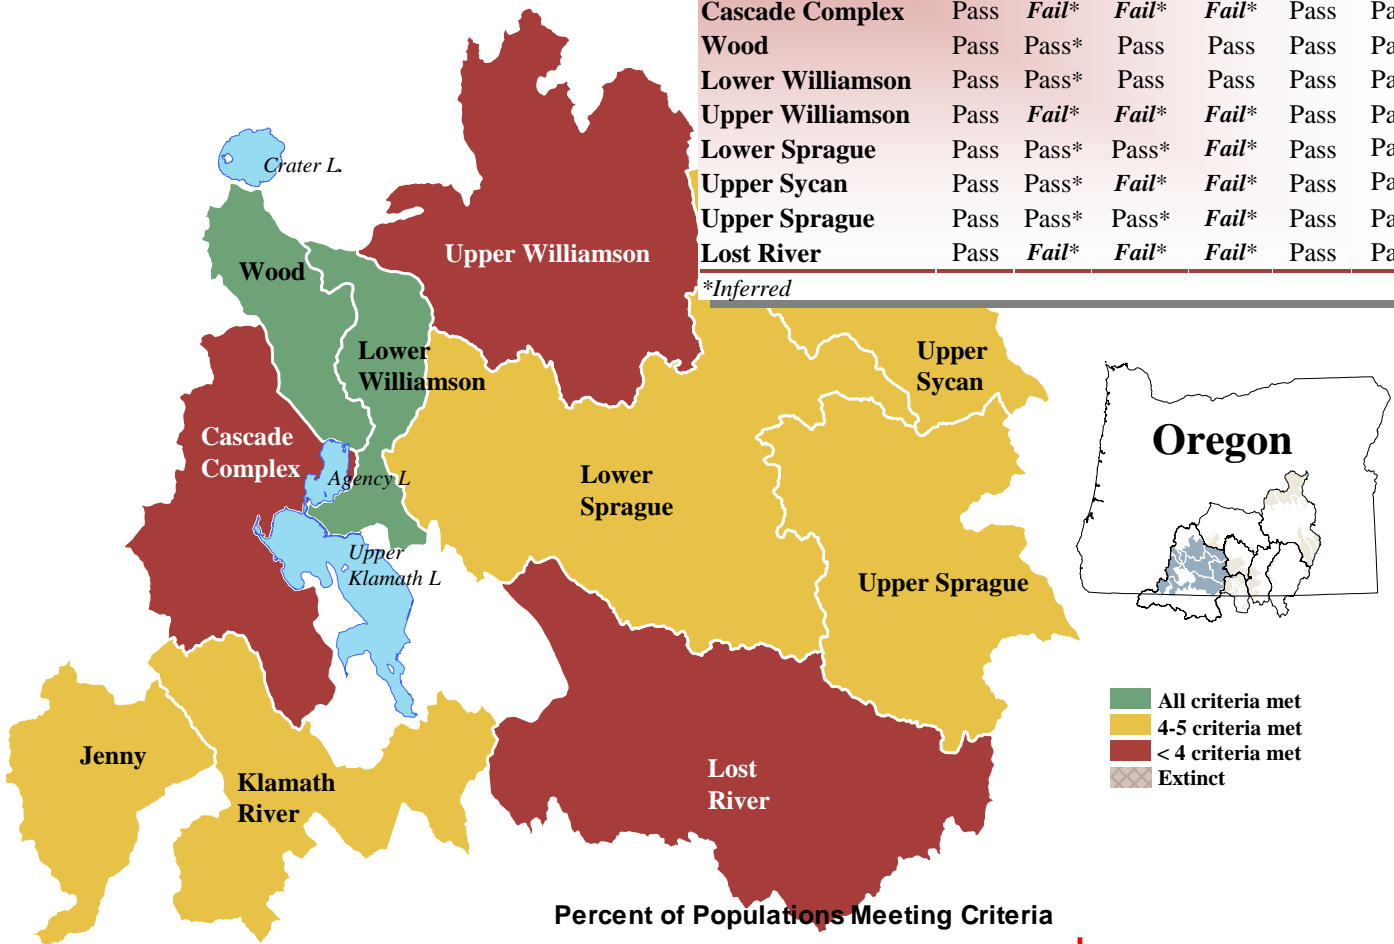 Cascade Complex Pass Fail* Fail* Fail* Pass
Wood Pass Pass* Pass Pass Pass
Lower Williamson Pass Pass* Pass Pass Pass
Upper Williamson Pass Fail* Fail* Fail* Pass
Lower Sprague Pass Pass* Pass* Fail* Pass
Upper Sycan Pass Pass* Fail* Fail* Pass
Upper Sprague Pass Pass* Pass* Fail* Pass
Lost River Pass Fail* Fail* Fail* Pass
*Inferred
Crater L.
Upper Williamson
Wood
Lower
Williamson
Upper
Sycan
Cascade
Complex
Agency L
Lower
Sprague
Upper
Klamath L
Upper Sprague
Oregon
Jenny
Klamath
River
Lost
River
All criteria met
4-5 criteria met
< 4 criteria met
Extinct
Percent of Populations Meeting Criteria